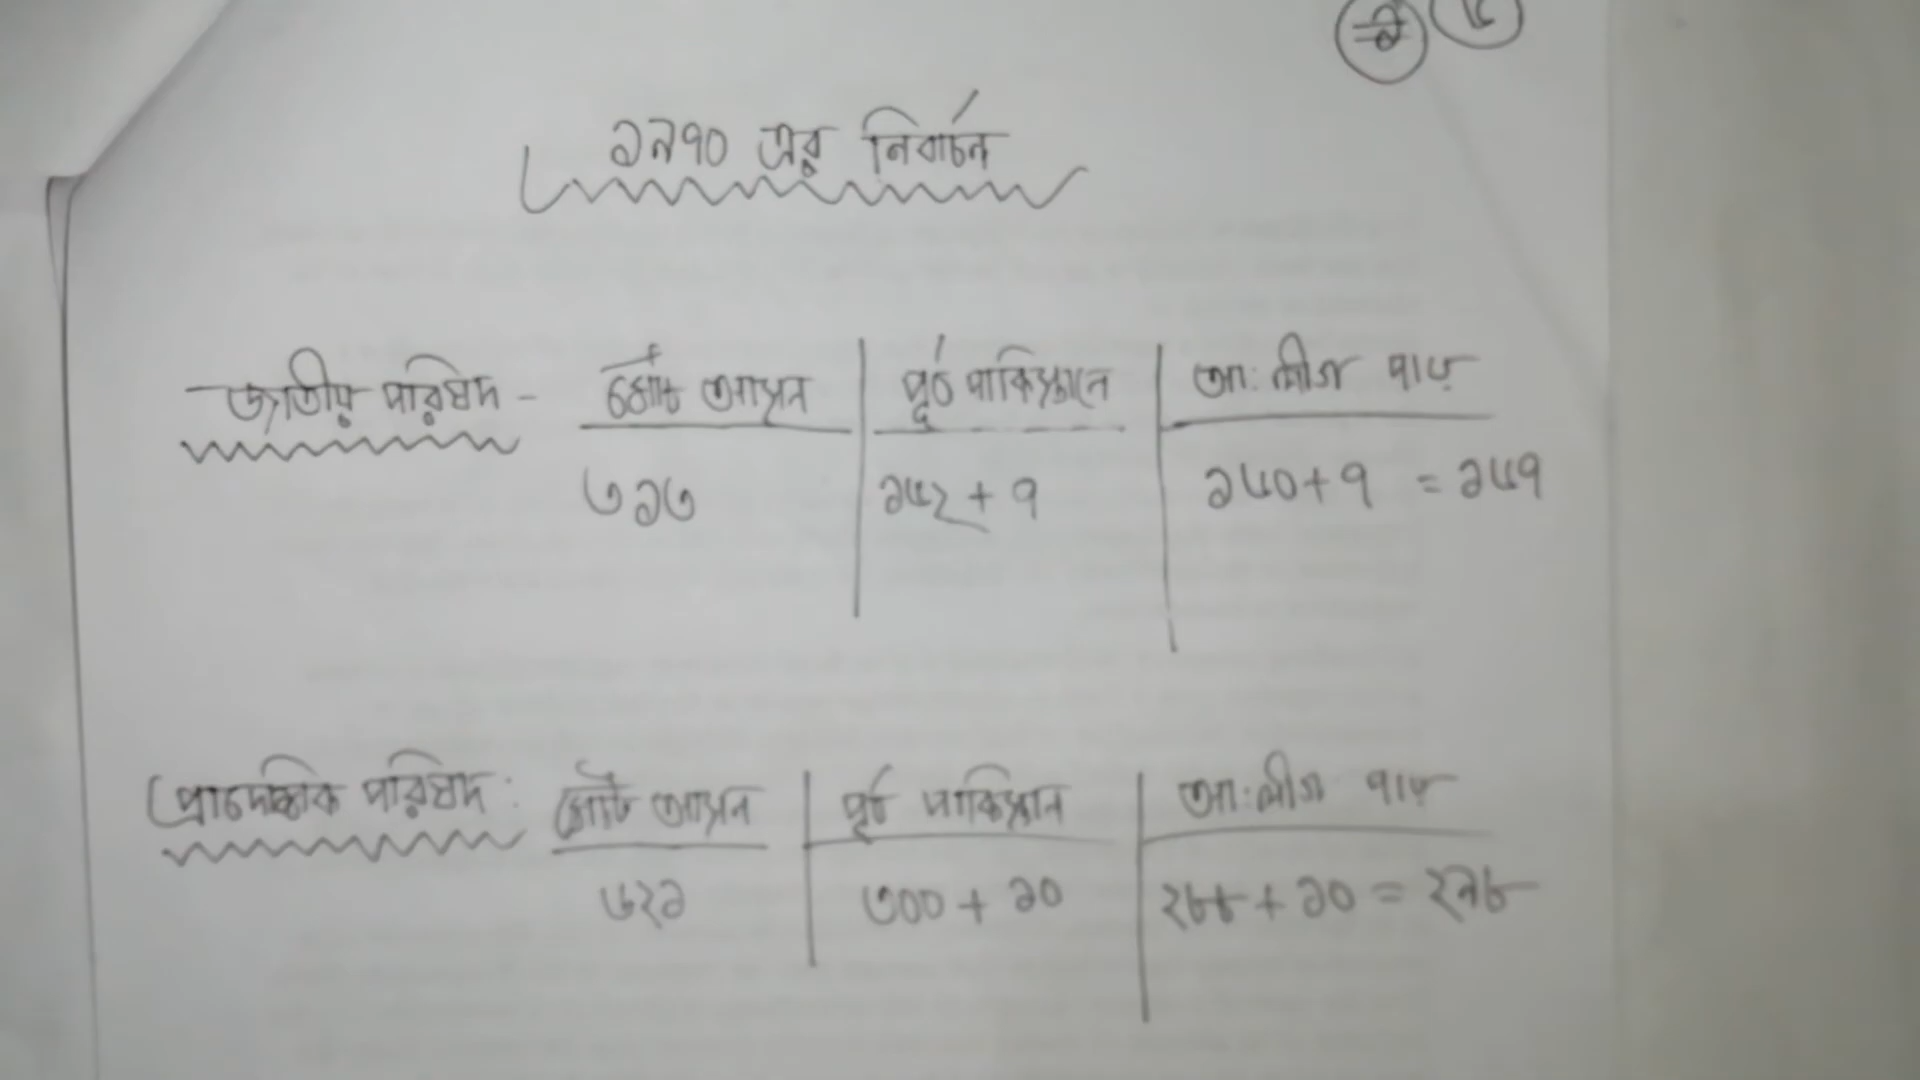 ১৯৭০ এর নির্বাচন
জাতীয় পরিষদ - মোট আসন পূর্ব পাকিস্তানে আ: লীগ পায়
৩১৩ ১৬২ + ৭ ১৬০+৭ = ১৬৭
প্রাদেশিক পরিষদ : মোট আসন পূর্ব পাকিস্তান আ: লীগ পায়
৬২১ ৩০০ + ১০ ২৮৮ + ১০ = ২৯৮